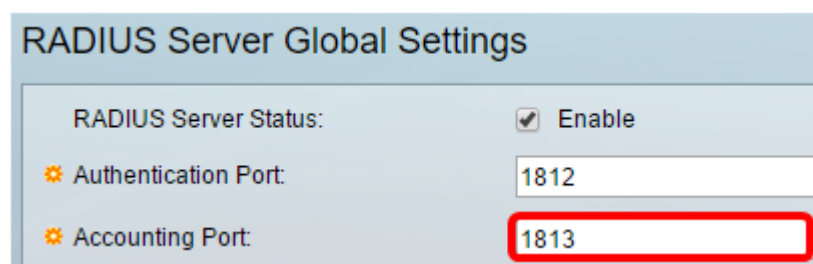 RADIUS Server Global Settings
RADIUS Server Status: Enable
Authentication Port: 1812
Accounting Port: 1813